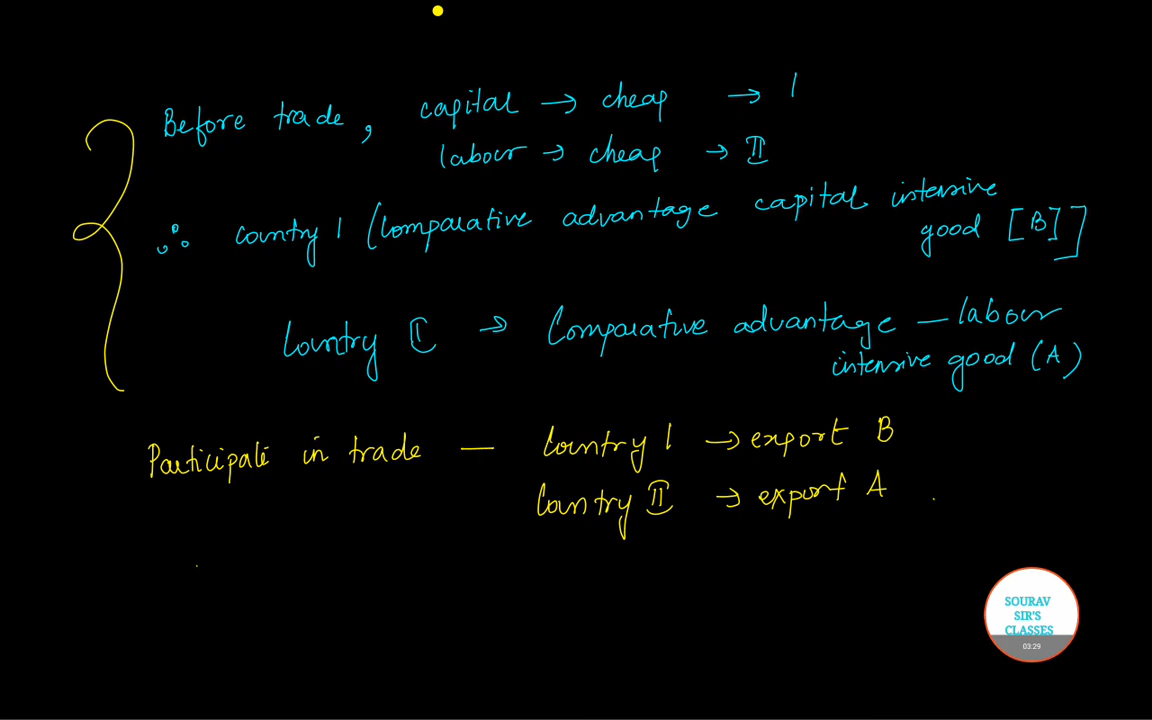 Before trade, capital → cheap → I
labour → cheap → II
∴ country I (comparative advantage capital intensive
good [B]]
Country II → Comparative advantage – labour
intensive good (A)
Participate in trade — Country I → export B
Country II → export A
SOURAV
SIR'S
CLASSES
03:29